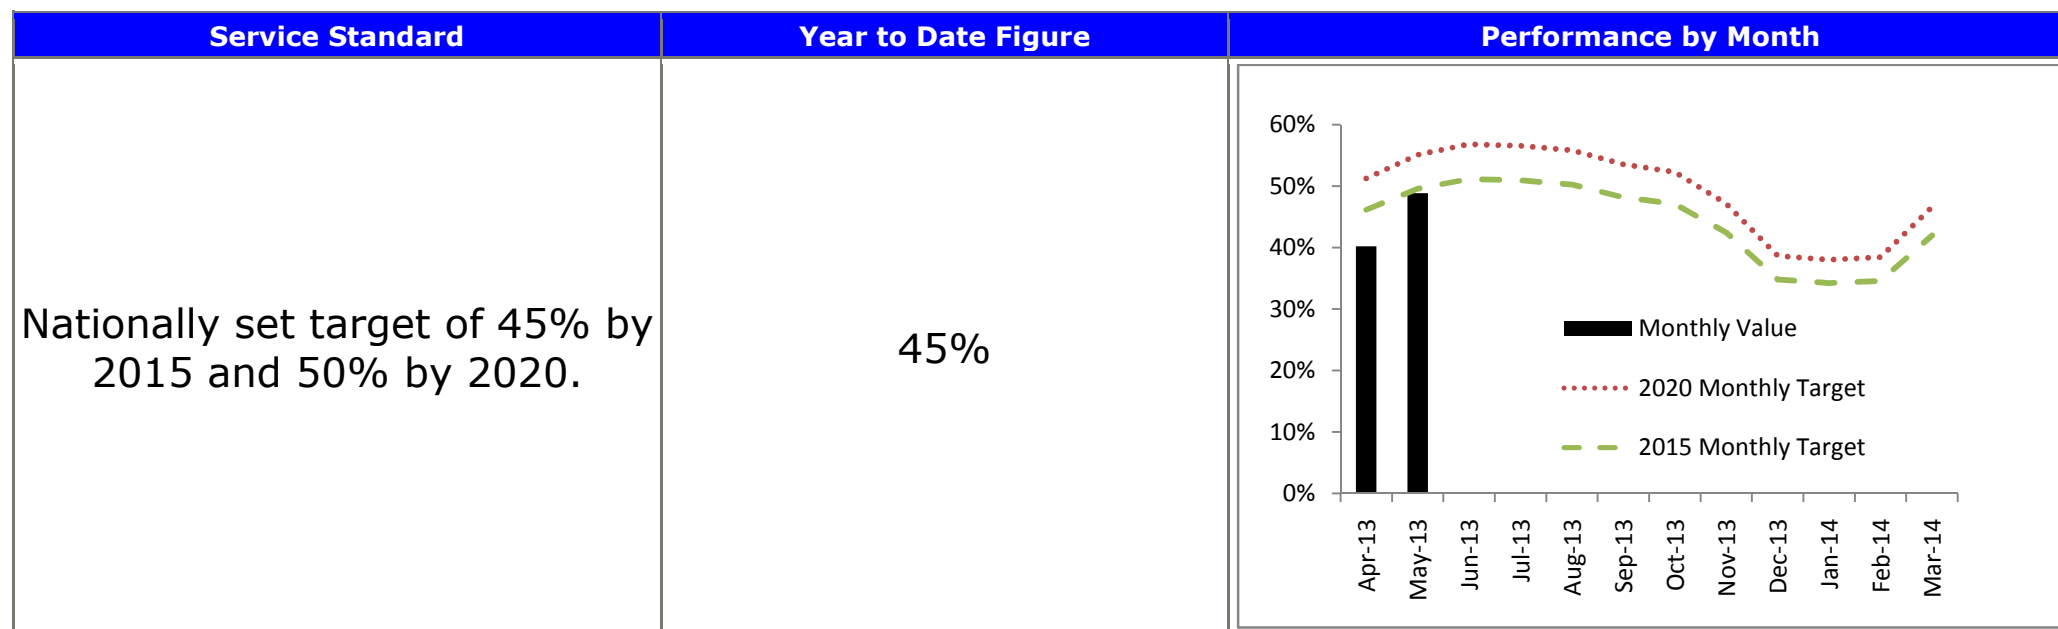 Service Standard
Year to Date Figure
Performance by Month
Nationally set target of 45% by
2015 and 50% by 2020.
45%
60%
50%
40%
30%
20%
10%
0%
Monthly Value
2020 Monthly Target
2015 Monthly Target
Apr-13
May-13
Jun-13
Jul-13
Aug-13
Sep-13
Oct-13
Nov-13
Dec-13
Jan-14
Feb-14
Mar-14